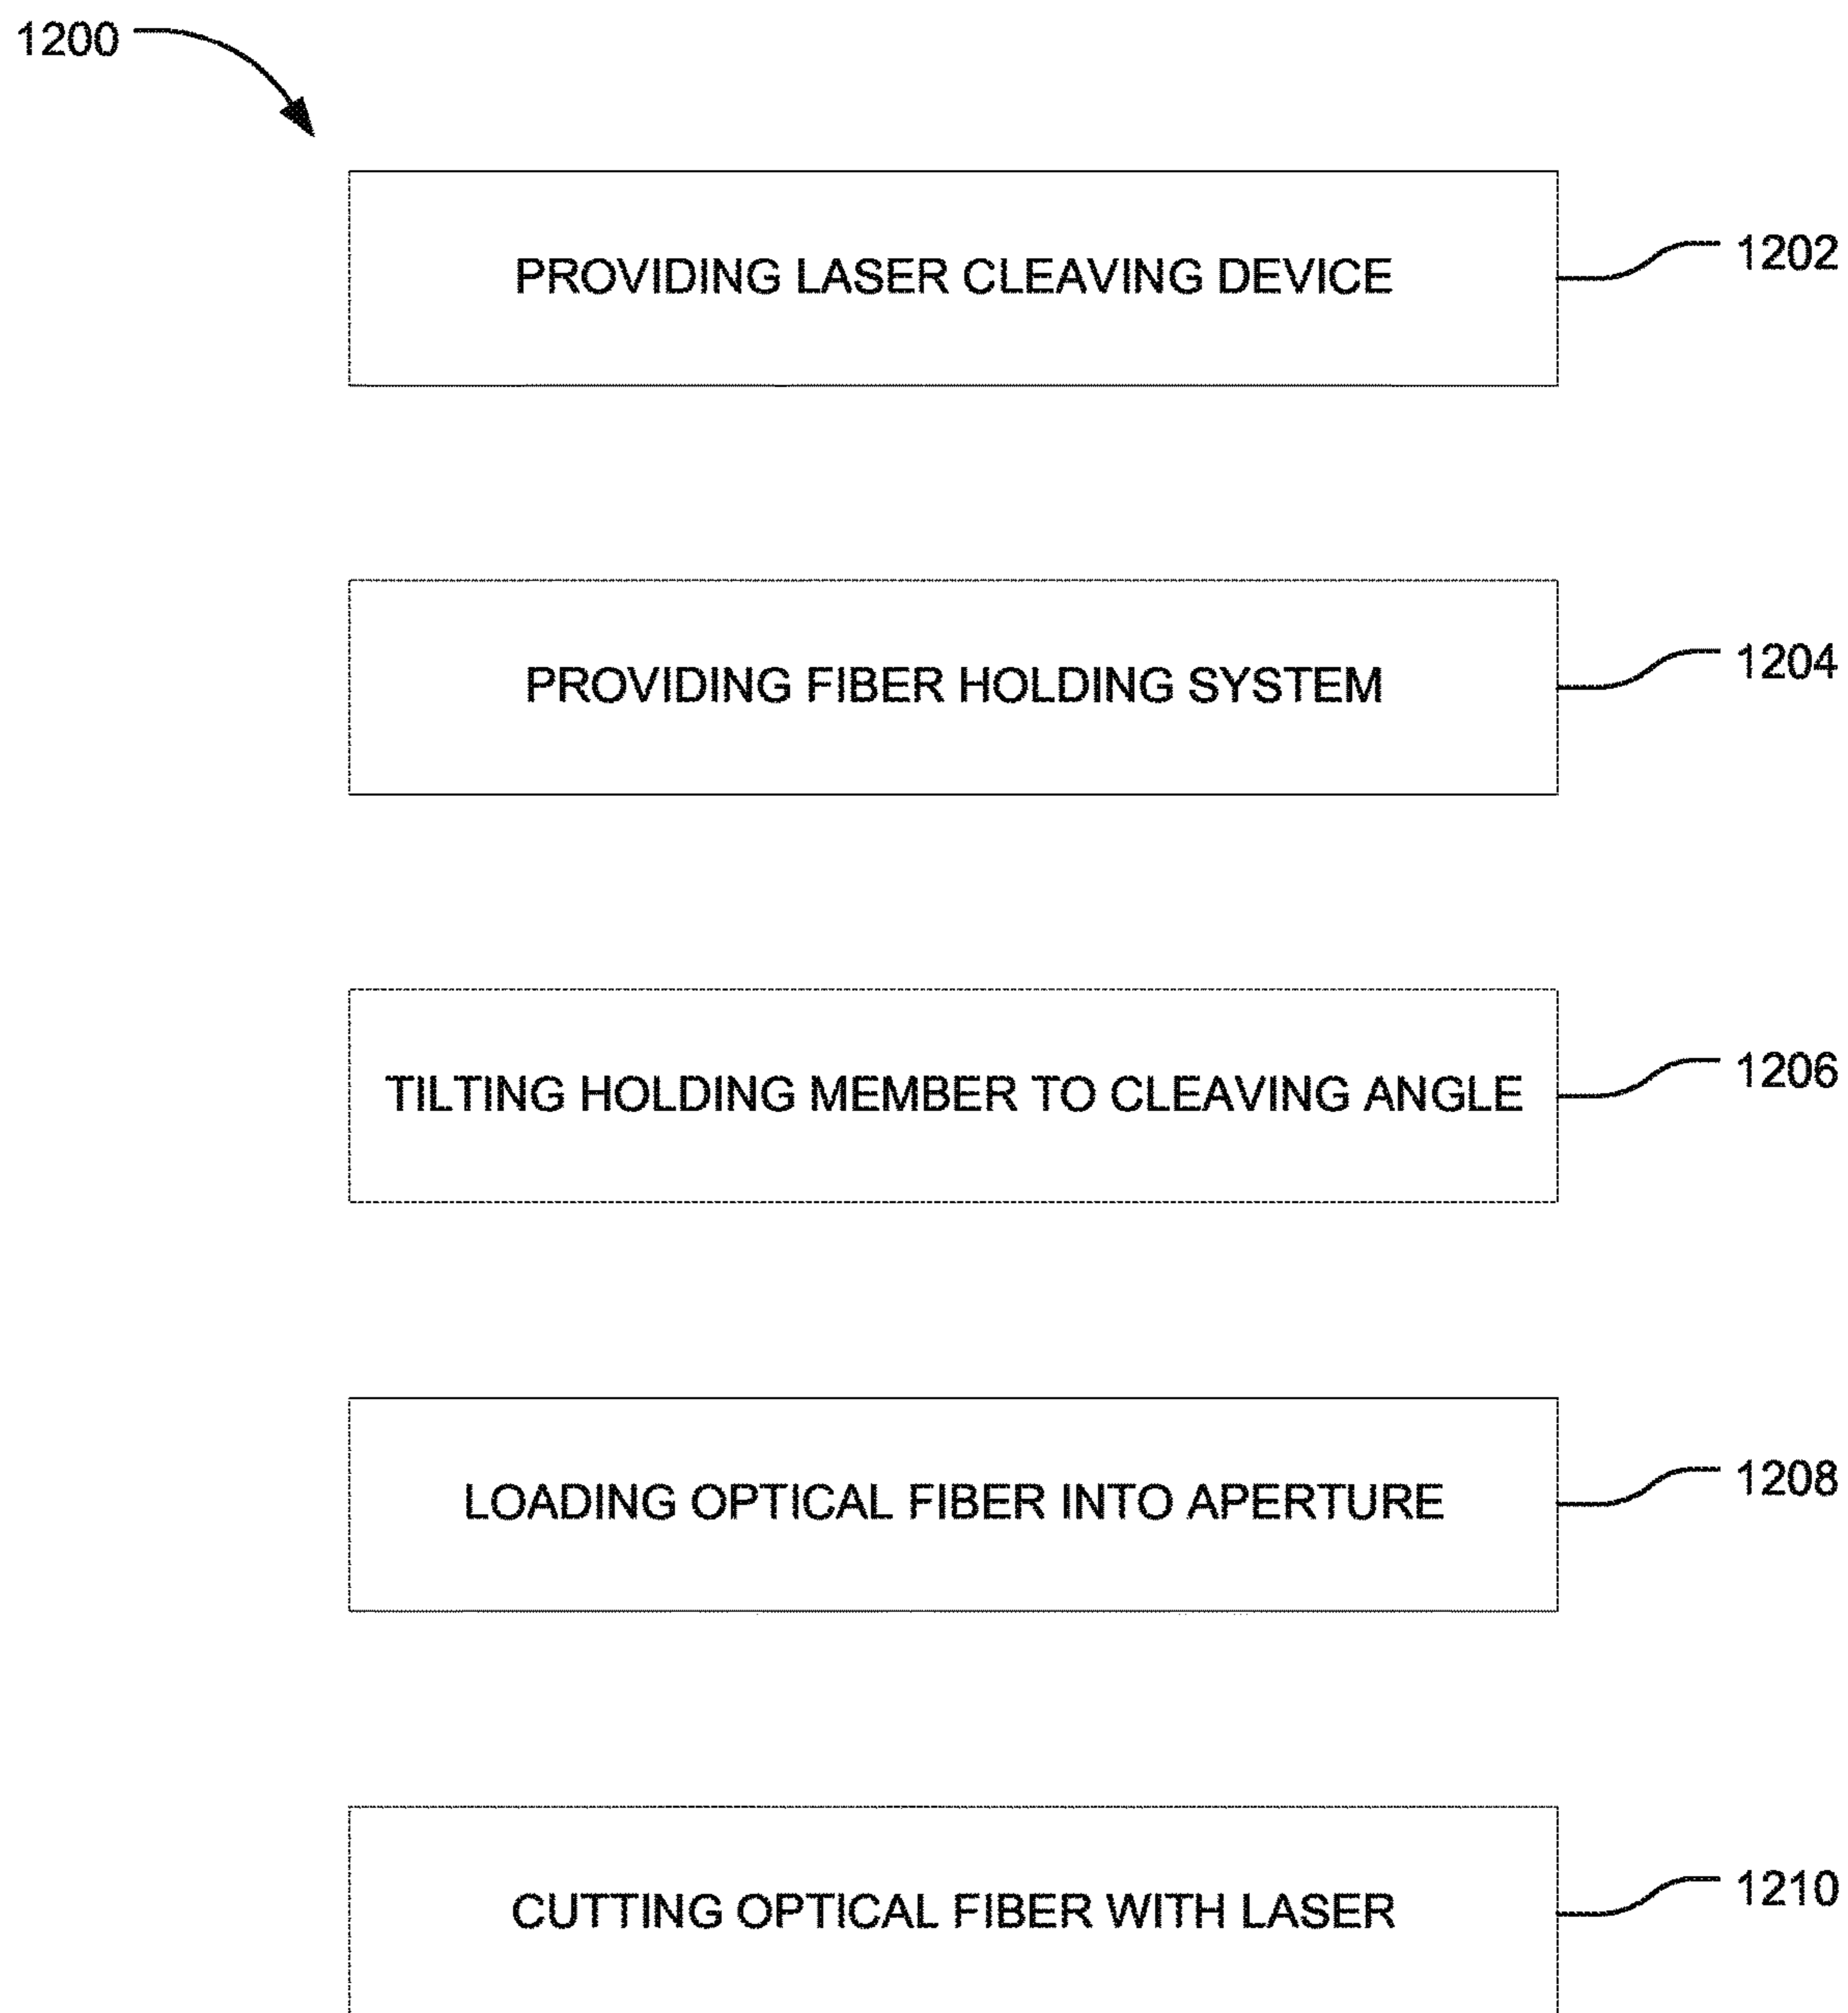 1200
PROVIDING LASER CLEAVING DEVICE
1202
PROVIDING FIBER HOLDING SYSTEM
1204
TILTING HOLDING MEMBER TO CLEAVING ANGLE
1206
LOADING OPTICAL FIBER INTO APERTURE
1208
CUTTING OPTICAL FIBER WITH LASER
1210